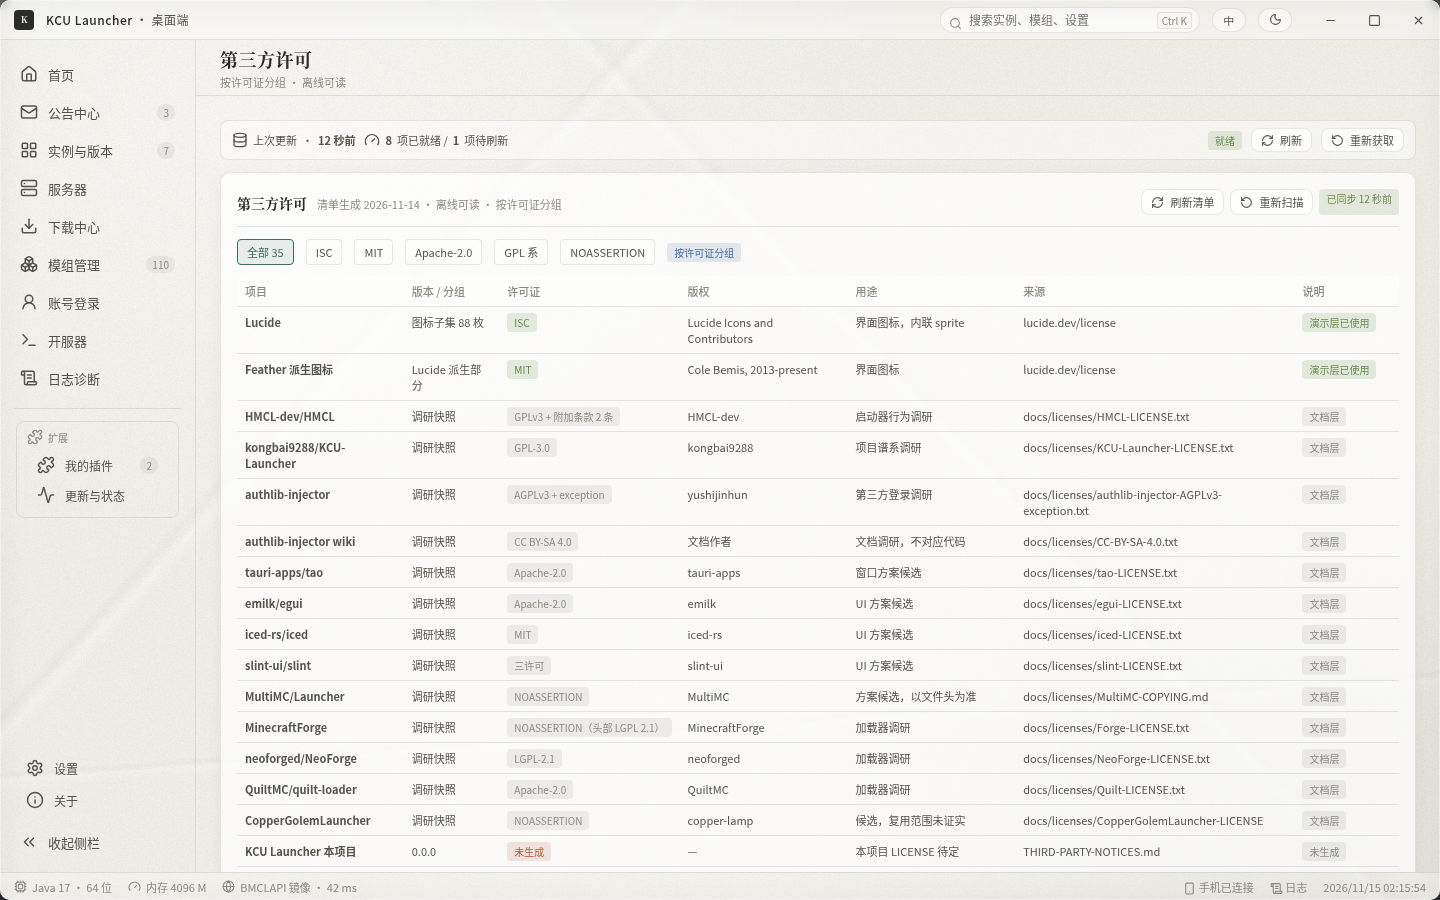 K KCU Launcher · 桌面端 搜索实例、模组、设置 Ctrl K 中
首页
公告中心 3
实例与版本 7
服务器
下载中心
模组管理 110
账号登录
开服器
日志诊断
扩展
我的插件 2
更新与状态
设置
关于
收起侧栏
第三方许可
按许可证分组 · 离线可读
上次更新 · 12 秒前 8 项已就绪 / 1 项待刷新 就绪 刷新 重新获取
第三方许可 清单生成 2026-11-14 · 离线可读 · 按许可证分组 刷新清单 重新扫描 已同步 12 秒前
全部 35 ISC MIT Apache-2.0 GPL 系 NOASSERTION 按许可证分组
项目 版本 / 分组 许可证 版权 用途 来源 说明
Lucide 图标子集 88 枚 ISC Lucide Icons and 界面图标，内联 sprite lucide.dev/license 演示层已使用
Contributors
Feather 派生图标 Lucide 派生部 MIT Cole Bemis, 2013-present 界面图标 lucide.dev/license 演示层已使用
分
HMCL-dev/HMCL 调研快照 GPLv3 + 附加条款 2 条 HMCL-dev 启动器行为调研 docs/licenses/HMCL-LICENSE.txt 文档层
kongbai9288/KCU- 调研快照 GPL-3.0 kongbai9288 项目谱系调研 docs/licenses/KCU-Launcher-LICENSE.txt 文档层
Launcher
authlib-injector 调研快照 AGPLv3 + exception yushijinhun 第三方登录调研 docs/licenses/authlib-injector-AGPLv3- 文档层
exception.txt
authlib-injector wiki 调研快照 CC BY-SA 4.0 文档作者 文档调研，不对应代码 docs/licenses/CC-BY-SA-4.0.txt 文档层
tauri-apps/tao 调研快照 Apache-2.0 tauri-apps 窗口方案候选 docs/licenses/tao-LICENSE.txt 文档层
emilk/egui 调研快照 Apache-2.0 emilk UI 方案候选 docs/licenses/egui-LICENSE.txt 文档层
iced-rs/iced 调研快照 MIT iced-rs UI 方案候选 docs/licenses/iced-LICENSE.txt 文档层
slint-ui/slint 调研快照 三许可 slint-ui UI 方案候选 docs/licenses/slint-LICENSE.txt 文档层
MultiMC/Launcher 调研快照 NOASSERTION MultiMC 方案候选，以文件头为准 docs/licenses/MultiMC-COPYING.md 文档层
MinecraftForge 调研快照 NOASSERTION（头部 LGPL 2.1） MinecraftForge 加载器调研 docs/licenses/Forge-LICENSE.txt 文档层
neoforged/NeoForge 调研快照 LGPL-2.1 neoforged 加载器调研 docs/licenses/NeoForge-LICENSE.txt 文档层
QuiltMC/quilt-loader 调研快照 Apache-2.0 QuiltMC 加载器调研 docs/licenses/Quilt-LICENSE.txt 文档层
CopperGolemLauncher 调研快照 NOASSERTION copper-lamp 候选，复用范围未证实 docs/licenses/CopperGolemLauncher-LICENSE 文档层
KCU Launcher 本项目 0.0.0 未生成 — 本项目 LICENSE 待定 THIRD-PARTY-NOTICES.md 未生成
Java 17 · 64 位 内存 4096 M BMCLAPI 镜像 · 42 ms 手机已连接 日志 2026/11/15 02:15:54